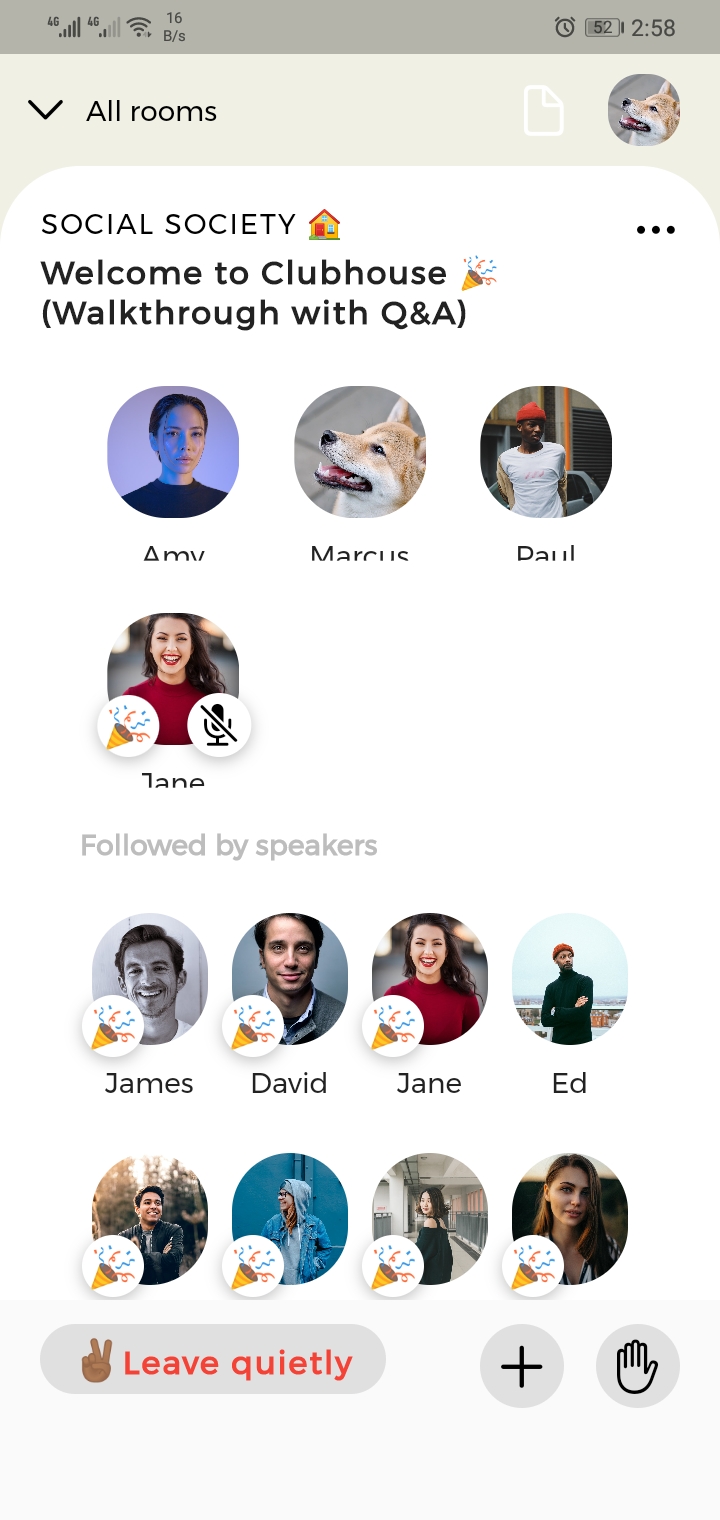 4G 4G 16 B/s 52 2:58
All rooms
SOCIAL SOCIETY 🏠
Welcome to Clubhouse 🎉
(Walkthrough with Q&A)
Amy Marcus Paul
Jane
Followed by speakers
James David Jane Ed
Leave quietly